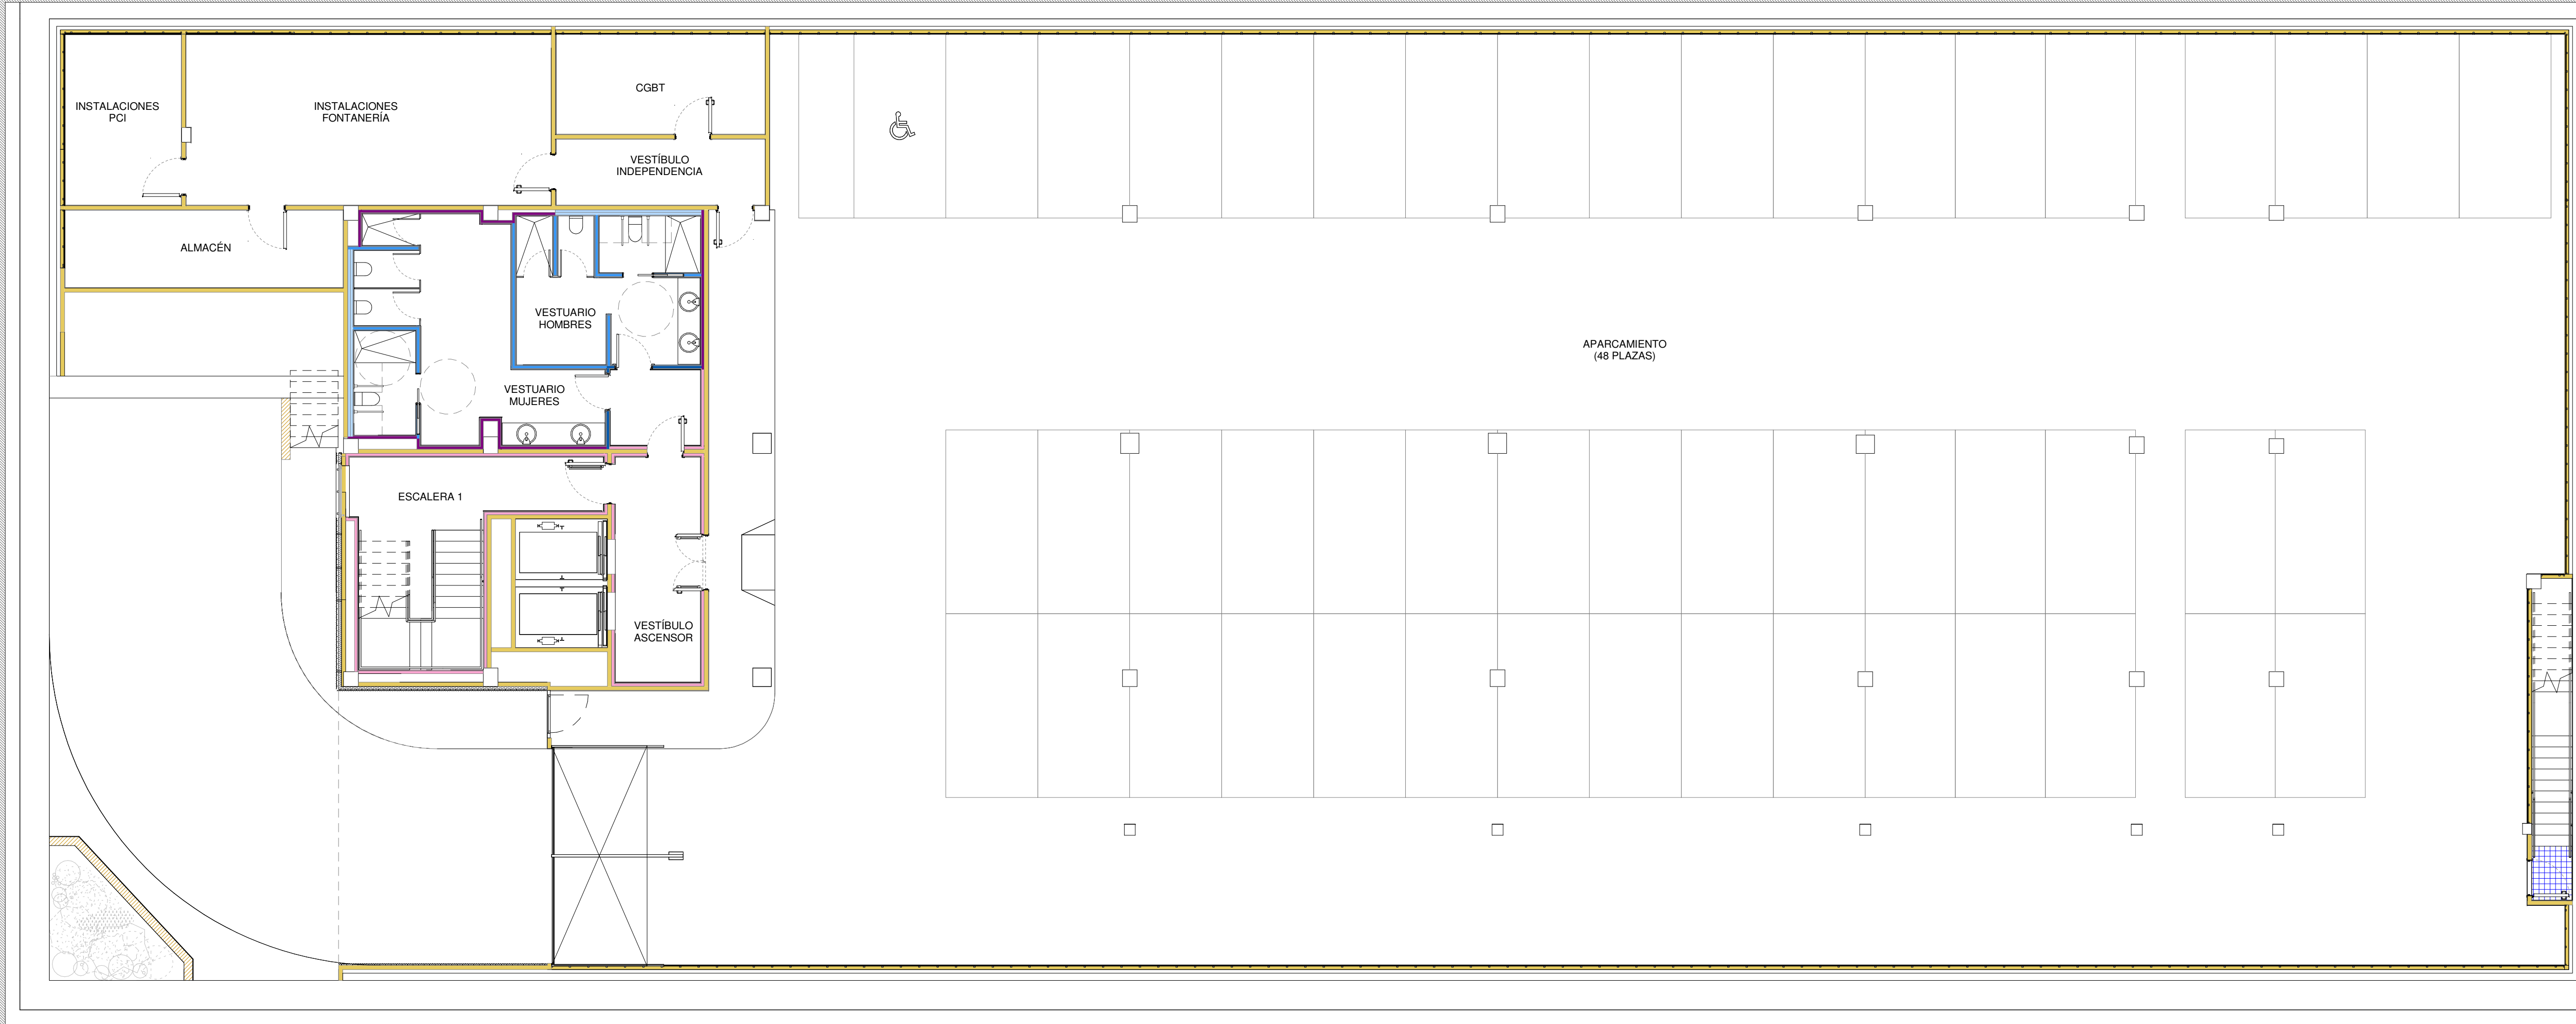 INSTALACIONES
PCI
INSTALACIONES
FONTANERÍA
CGBT
VESTÍBULO
INDEPENDENCIA
ALMACÉN
VESTUARIO
HOMBRES
VESTUARIO
MUJERES
APARCAMIENTO
(48 PLAZAS)
ESCALERA 1
VESTÍBULO
ASCENSOR